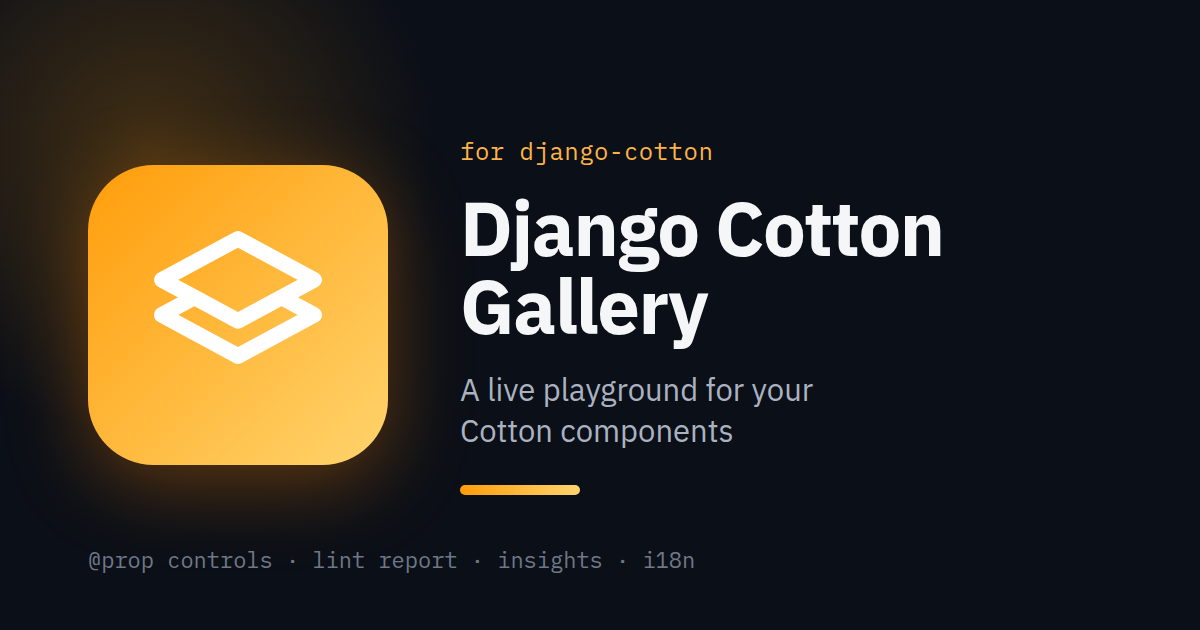 for django-cotton
Django Cotton
Gallery
A live playground for your
Cotton components
@prop controls · lint report · insights · i18n